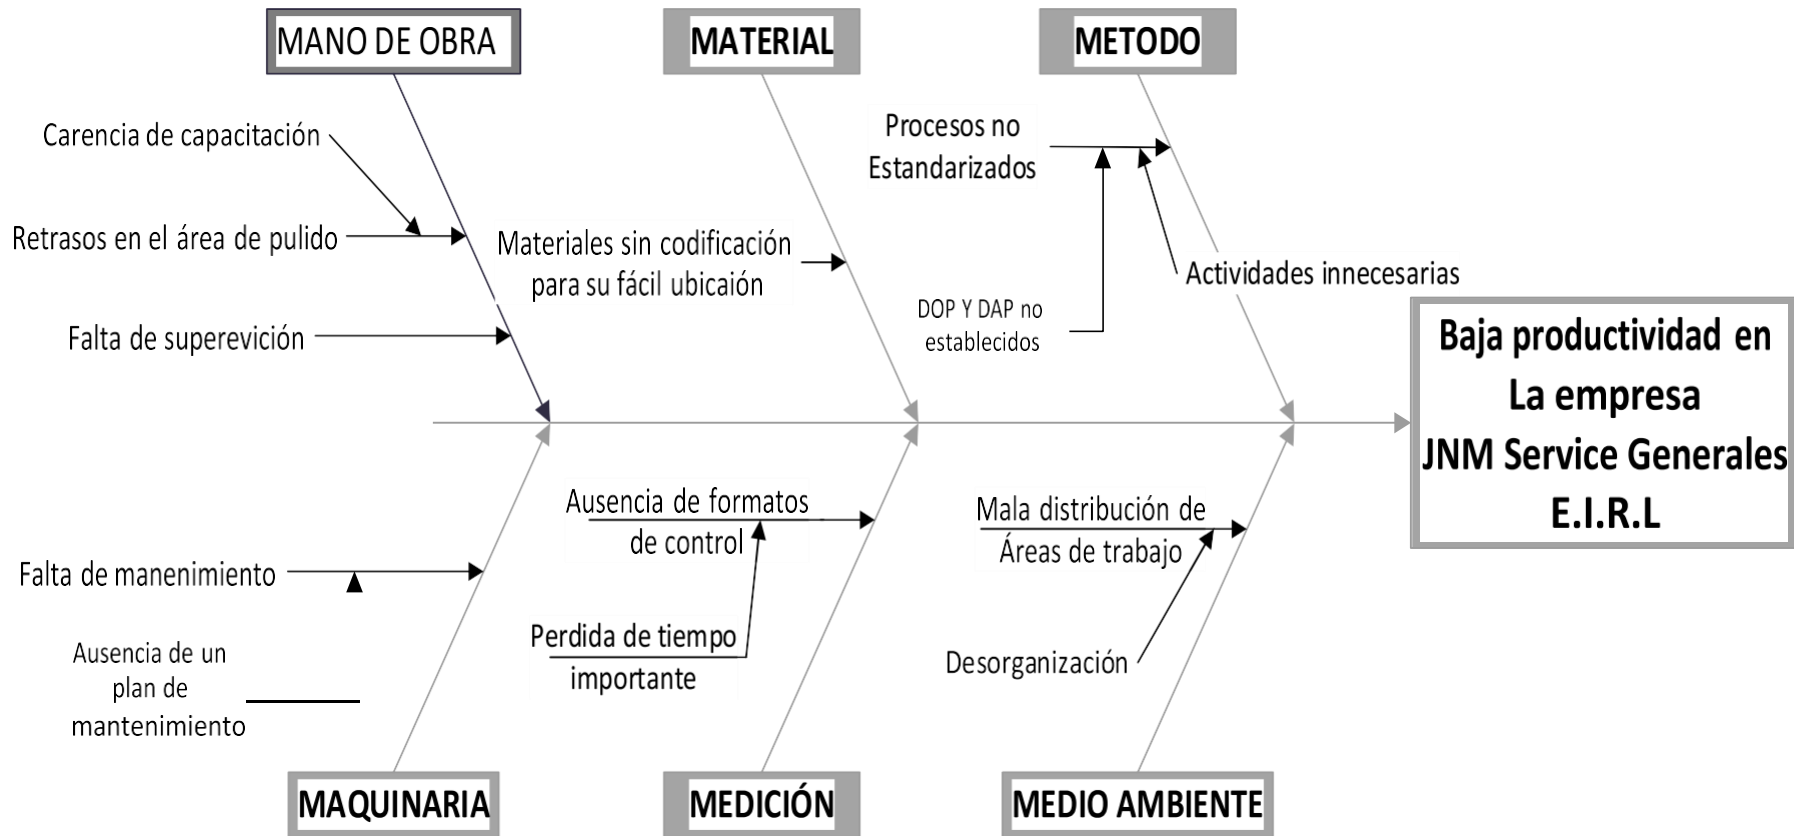 MANO DE OBRA
MATERIAL
METODO
Carencia de capacitación
Retrasos en el área de pulido
Falta de superevición
Materiales sin codificación
para su fácil ubicaión
Procesos no
Estandarizados
DOP Y DAP no
establecidos
Actividades innecesarias
Baja productividad en
La empresa
JNM Service Generales
E.I.R.L
Falta de manenimiento
Ausencia de un
plan de
mantenimiento
Ausencia de formatos
de control
Perdida de tiempo
importante
Mala distribución de
Áreas de trabajo
Desorganización
MAQUINARIA
MEDICIÓN
MEDIO AMBIENTE